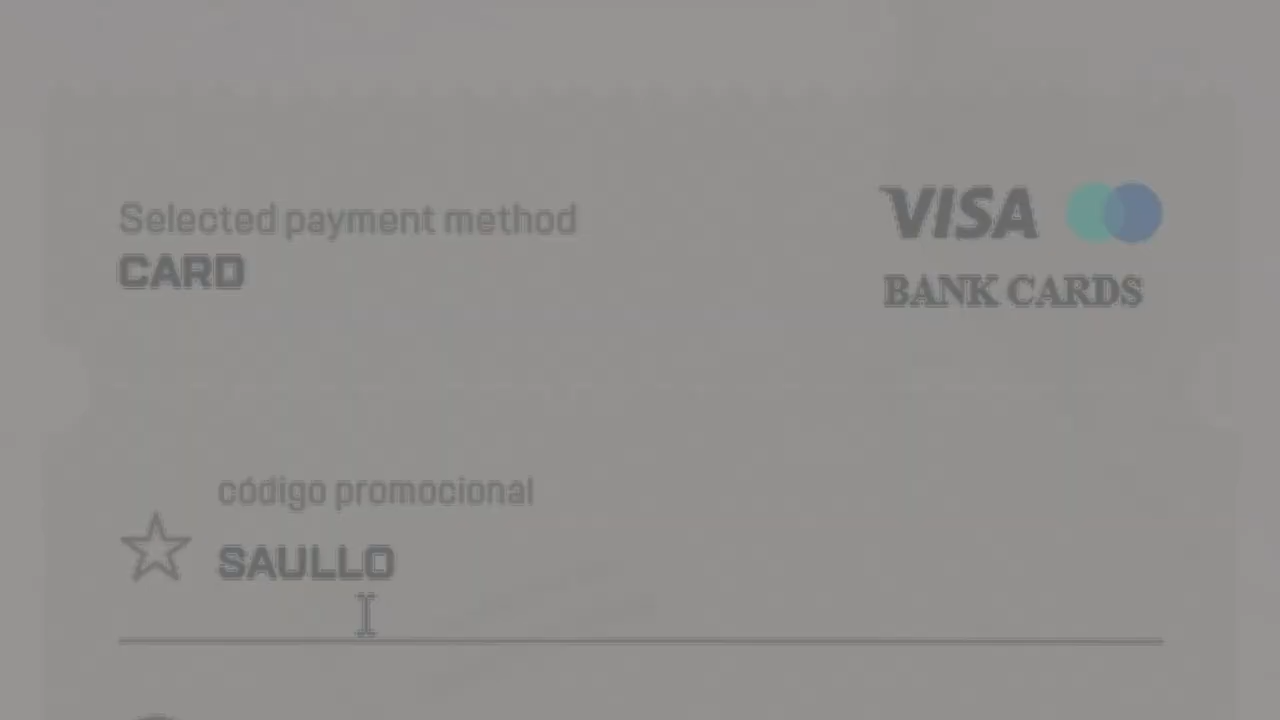 Selected payment method
CARD
VISA
BANK CARDS
código promocional
SAULLO